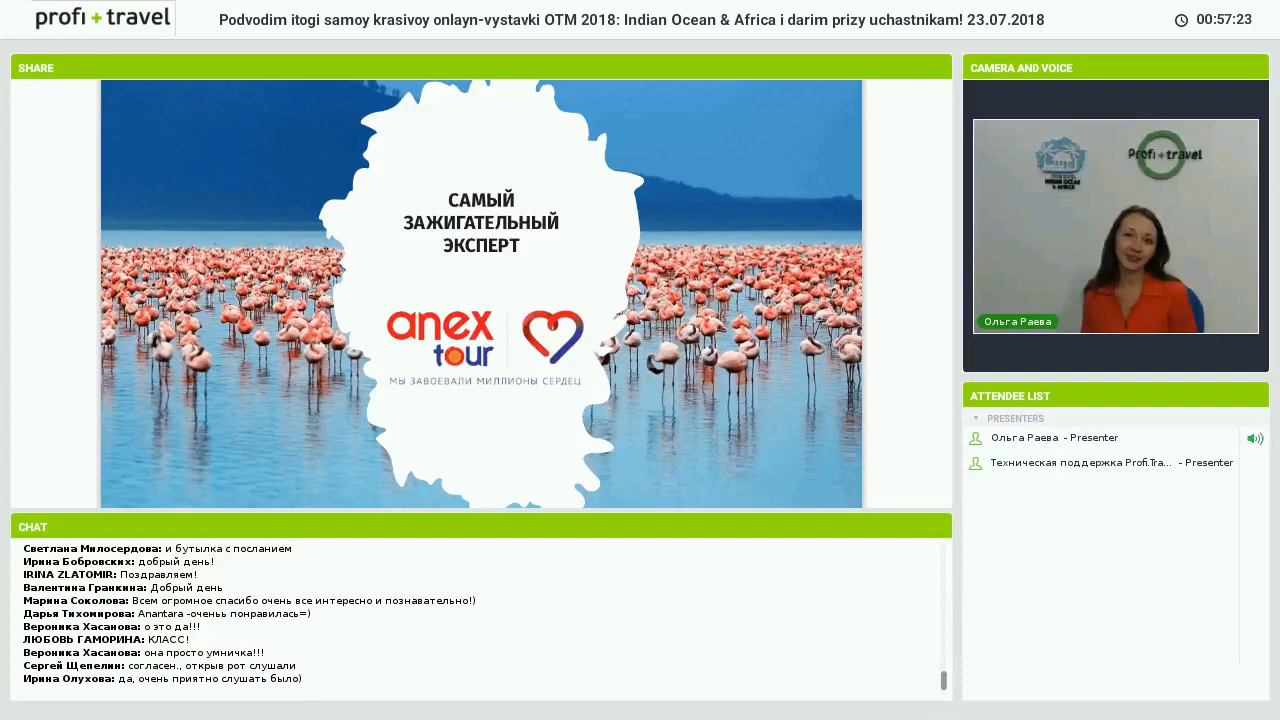 profi + travel
Podvodim itogi samoy krasivoy onlayn-vystavki OTM 2018: Indian Ocean & Africa i darim prizy uchastnikam! 23.07.2018
00:57:23
SHARE
САМЫЙ
ЗАЖИГАТЕЛЬНЫЙ
ЭКСПЕРТ
anex
tour
МЫ ЗАВОЕВАЛИ МИЛЛИОНЫ СЕРДЕЦ
CAMERA AND VOICE
Profi + travel
INDIAN OCEAN
& AFRICA
Ольга Раева
ATTENDEE LIST
PRESENTERS
Ольга Раева - Presenter
Техническая поддержка Profi.Tra... - Presenter
CHAT
Светлана Милосердова: и бутылка с посланием
Ирина Бобровских: добрый день!
IRINA ZLATOMIR: Поздравляем!
Валентина Гранкина: Добрый день
Марина Соколова: Всем огромное спасибо очень все интересно и познавательно!)
Дарья Тихомирова: Anantara -оченьь понравилась=)
Вероника Хасанова: о это да!!!
ЛЮБОВЬ ГАМОРИНА: КЛАСС!
Вероника Хасанова: она просто умничка!!!
Сергей Щепелин: согласен., открыв рот слушали
Ирина Олухова: да, очень приятно слушать было)